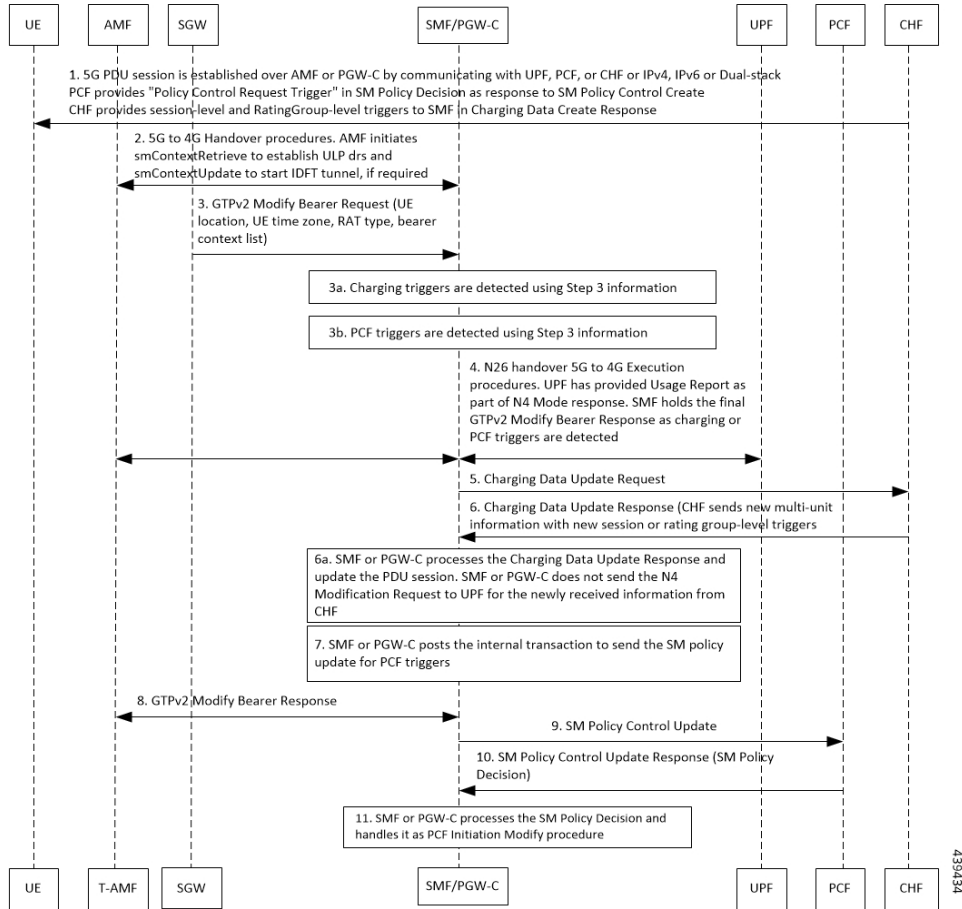 UE AMF SGW SMF/PGW-C UPF PCF CHF
1. 5G PDU session is established over AMF or PGW-C by communicating with UPF, PCF, or CHF or IPv4, IPv6 or Dual-stack
PCF provides "Policy Control Request Trigger" in SM Policy Decision as response to SM Policy Control Create
CHF provides session-level and RatingGroup-level triggers to SMF in Charging Data Create Response
2. 5G to 4G Handover procedures. AMF initiates
smContextRetrieve to establish ULP drs and
smContextUpdate to start IDFT tunnel, if required
3. GTPv2 Modify Bearer Request (UE
location, UE time zone, RAT type, bearer
context list)
3a. Charging triggers are detected using Step 3 information
3b. PCF triggers are detected using Step 3 information
4. N26 handover 5G to 4G Execution
procedures. UPF has provided Usage Report as
part of N4 Mode response. SMF holds the final
GTPv2 Modify Bearer Response as charging or
PCF triggers are detected
5. Charging Data Update Request
6. Charging Data Update Response (CHF sends new multi-unit
information with new session or rating group-level triggers
6a. SMF or PGW-C processes the Charging Data Update Response and
update the PDU session. SMF or PGW-C does not send the N4
Modification Request to UPF for the newly received information from
CHF
7. SMF or PGW-C posts the internal transaction to send the SM policy
update for PCF triggers
8. GTPv2 Modify Bearer Response
9. SM Policy Control Update
10. SM Policy Control Update Response (SM Policy
Decision)
11. SMF or PGW-C processes the SM Policy Decision and
handles it as PCF Initiation Modify procedure
UE T-AMF SGW SMF/PGW-C UPF PCF CHF
439434